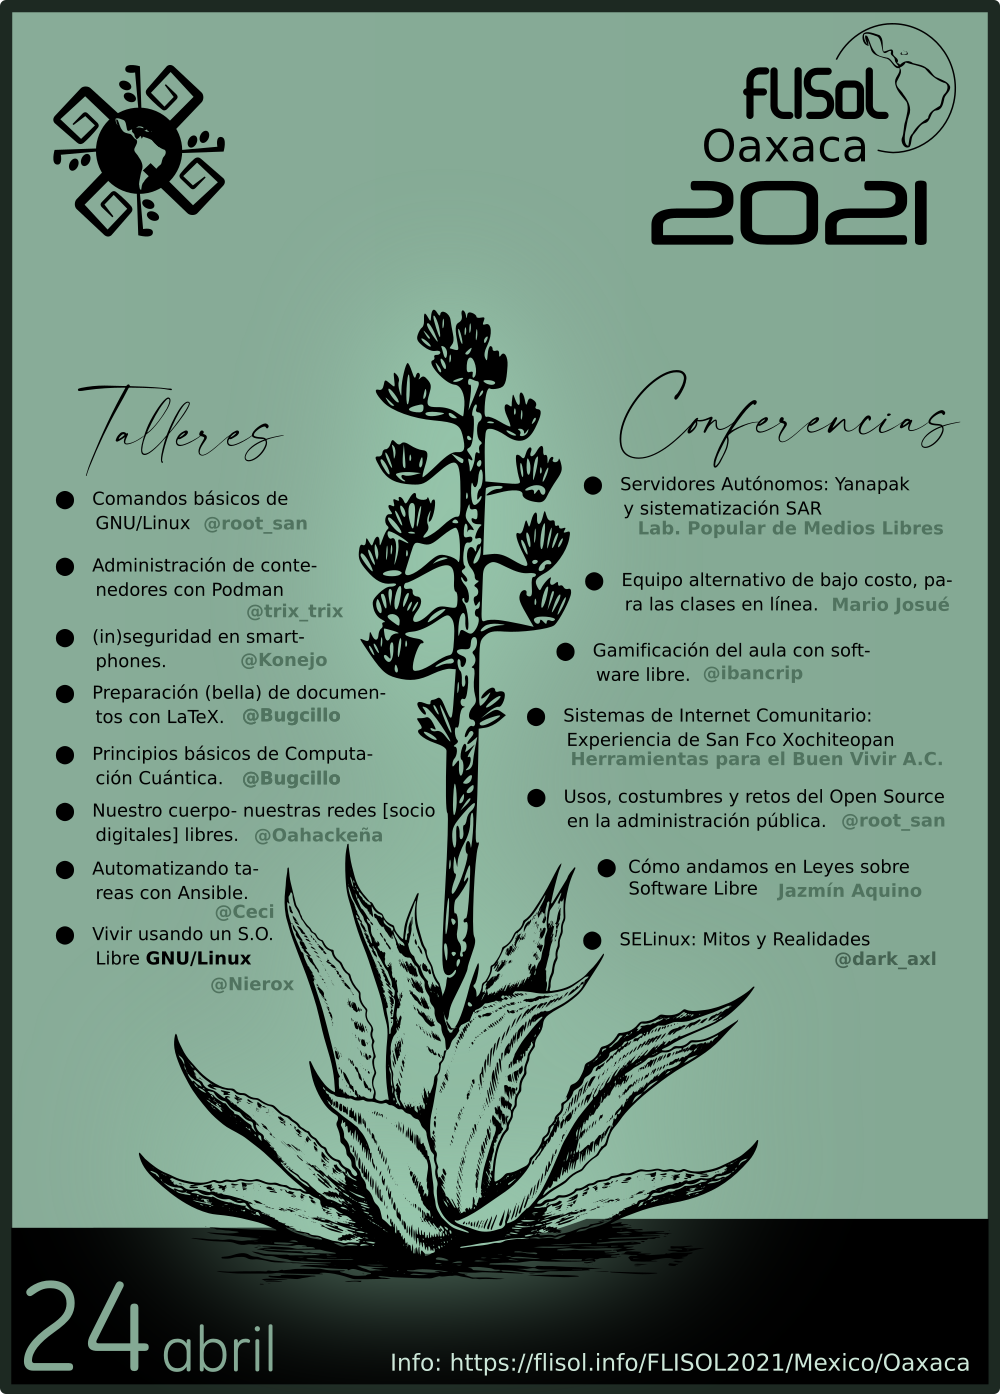 fLISoL
Oaxaca
2021
Talleres
Comandos básicos de
GNU/Linux @root_san
Administración de conte-
nedores con Podman
@trix_trix
(in)seguridad en smart-
phones. @Konejo
Preparación (bella) de documen-
tos con LaTeX. @Bugcillo
Principios básicos de Computa-
ción Cuántica. @Bugcillo
Nuestro cuerpo- nuestras redes [socio
digitales] libres. @Oahackeña
Automatizando ta-
reas con Ansible.
@Ceci
Vivir usando un S.O.
Libre GNU/Linux
@Nierox
Conferencias
Servidores Autónomos: Yanapak
y sistematización SAR
Lab. Popular de Medios Libres
Equipo alternativo de bajo costo, pa-
ra las clases en línea. Mario Josué
Gamificación del aula con soft-
ware libre. @ibancrip
Sistemas de Internet Comunitario:
Experiencia de San Fco Xochiteopan
Herramientas para el Buen Vivir A.C.
Usos, costumbres y retos del Open Source
en la administración pública. @root_san
Cómo andamos en Leyes sobre
Software Libre Jazmín Aquino
SELinux: Mitos y Realidades
@dark_axl
24 abril
Info: https://flisol.info/FLISOL2021/Mexico/Oaxaca